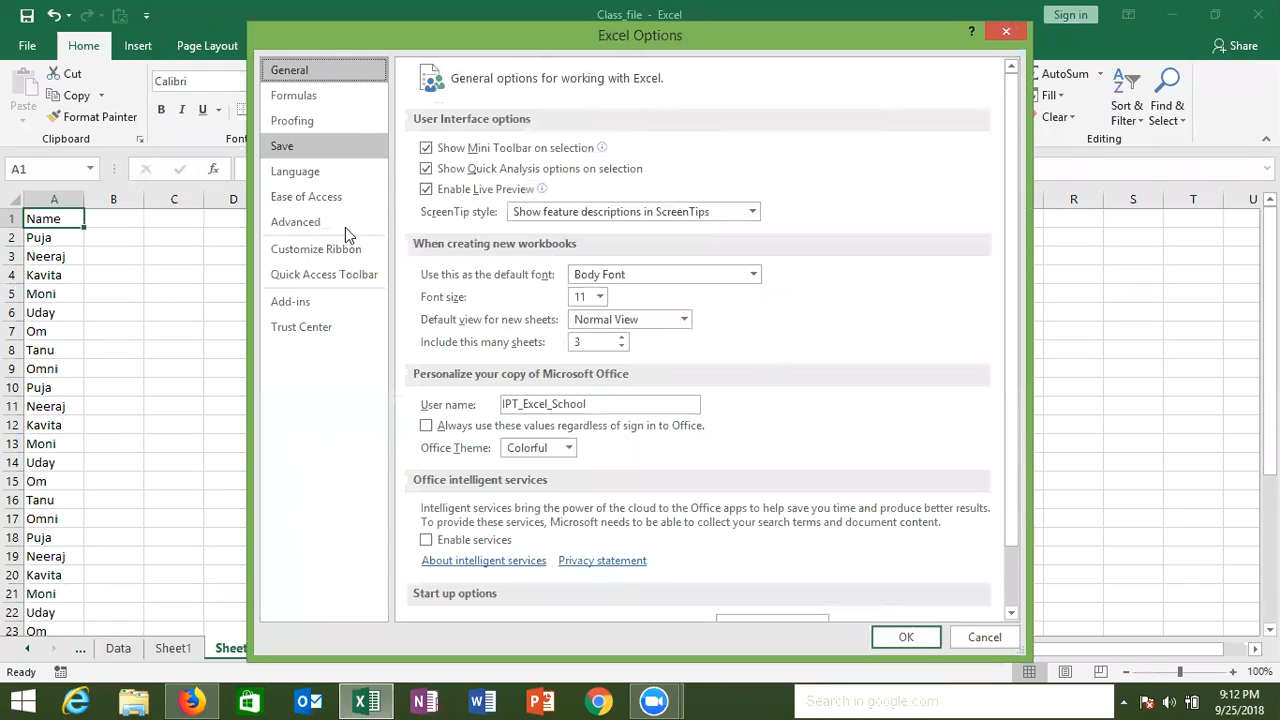 Class_file - Excel
Sign in
File
Home
Insert
Page Layout
Share
Excel Options
?
Paste
Cut
Copy
Format Painter
Clipboard
Calibri
B I U
AutoSum
Fill
Clear
Sort &
Filter
Find &
Select
Editing
A1
fx
A B C D R S T U
1 Name
2 Puja
3 Neeraj
4 Kavita
5 Moni
6 Uday
7 Om
8 Tanu
9 Omni
10 Puja
11 Neeraj
12 Kavita
13 Moni
14 Uday
15 Om
16 Tanu
17 Omni
18 Puja
19 Neeraj
20 Kavita
21 Moni
22 Uday
23 Om
General
Formulas
Proofing
Save
Language
Ease of Access
Advanced
Customize Ribbon
Quick Access Toolbar
Add-ins
Trust Center
General options for working with Excel.
User Interface options
Show Mini Toolbar on selection
Show Quick Analysis options on selection
Enable Live Preview
ScreenTip style: Show feature descriptions in ScreenTips
When creating new workbooks
Use this as the default font: Body Font
Font size: 11
Default view for new sheets: Normal View
Include this many sheets: 3
Personalize your copy of Microsoft Office
User name: IPT_Excel_School
Always use these values regardless of sign in to Office.
Office Theme: Colorful
Office intelligent services
Intelligent services bring the power of the cloud to the Office apps to help save you time and produce better results.
To provide these services, Microsoft needs to be able to collect your search terms and document content.
Enable services
About intelligent services Privacy statement
Start up options
OK Cancel
... Data Sheet1 Sheet
Ready
100%
Search in google.com
9:12 PM
9/25/2018